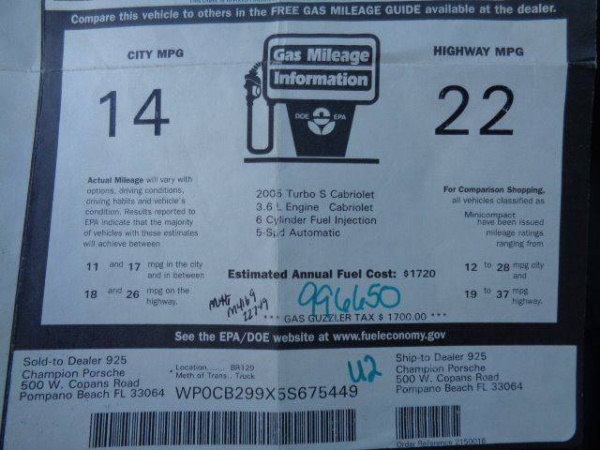 Compare this vehicle to others in the FREE GAS MILEAGE GUIDE available at the dealer.
CITY MPG
Gas Mileage
Information
HIGHWAY MPG
14
DOE EPA
22
Actual Mileage will vary with
options, driving conditions,
driving habits and vehicle's
condition. Results reported to
EPA indicate that the majority
of vehicles with these estimates
will achieve between
11 and 17 mpg in the city
and in between
18 and 26 mpg on the
highway.
2005 Turbo S Cabriolet
3.6 L Engine Cabriolet
6 Cylinder Fuel Injection
5-Spd Automatic
Estimated Annual Fuel Cost: $1720
996650
*** GAS GUZZLER TAX $ 1700.00 ***
For Comparison Shopping,
all vehicles classified as
Minicompact
have been issued
mileage ratings
ranging from
12 to 28 mpg city
and
19 to 37 mpg
highway.
See the EPA/DOE website at www.fueleconomy.gov
Sold-to Dealer 925
Champion Porsche
500 W. Copans Road
Pompano Beach FL 33064
Location....... BR129
Meth of Trans.. Truck
WP0CB299X5S675449
U2
Ship-to Dealer 925
Champion Porsche
500 W. Copans Road
Pompano Beach FL 33064
Order Reference 2150016